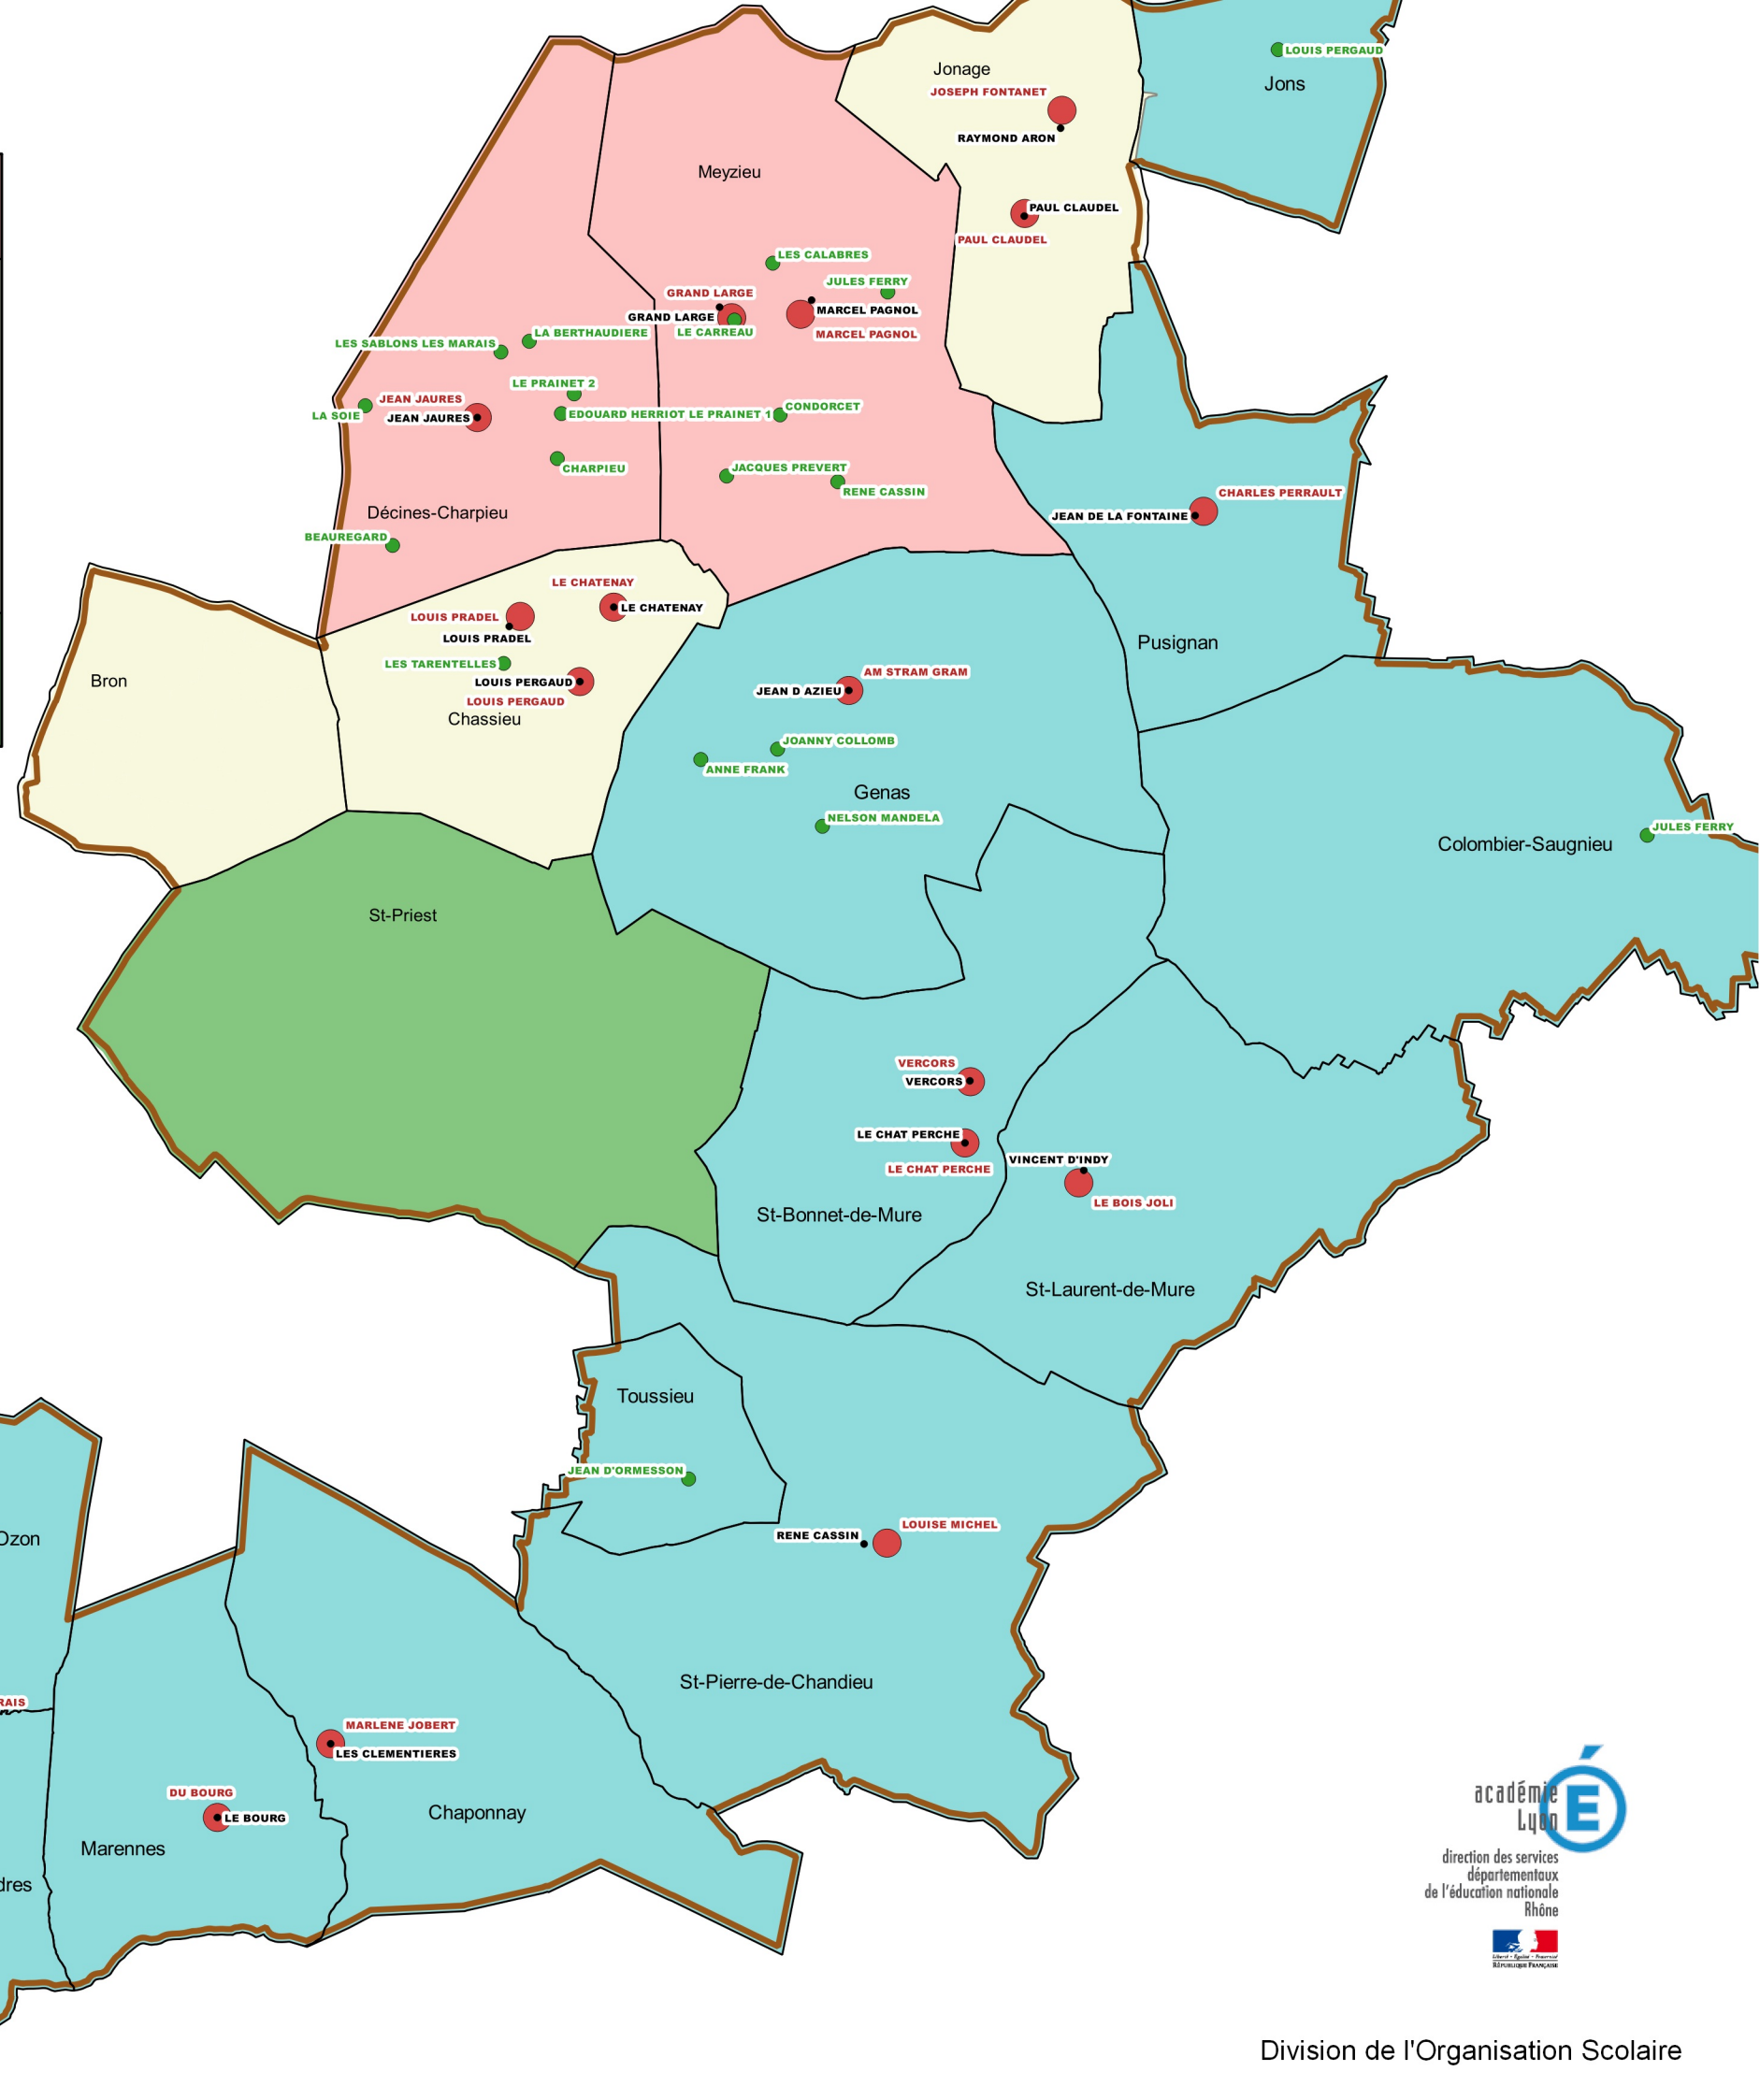 LOUIS PERGAUD
Jons
Jonage
JOSEPH FONTANET
RAYMOND ARON
PAUL CLAUDEL
PAUL CLAUDEL
Meyzieu
LES CALABRES
JULES FERRY
GRAND LARGE
GRAND LARGE
MARCEL PAGNOL
LE CARREAU
MARCEL PAGNOL
LA BERTHAUDIERE
LES SABLONS LES MARAIS
LE PRAINET 2
JEAN JAURES
LA SOIE
JEAN JAURES
EDOUARD HERRIOT LE PRAINET 1
CONDORCET
CHARPIEU
JACQUES PREVERT
RENE CASSIN
Décines-Charpieu
BEAUREGARD
CHARLES PERRAULT
JEAN DE LA FONTAINE
Pusignan
LE CHATENAY
LE CHATENAY
LOUIS PRADEL
LOUIS PRADEL
LES TARENTELLES
LOUIS PERGAUD
LOUIS PERGAUD
Chassieu
Bron
AM STRAM GRAM
JEAN D AZIEU
JOANNY COLLOMB
ANNE FRANK
Genas
NELSON MANDELA
JULES FERRY
Colombier-Saugnieu
St-Priest
VERCORS
VERCORS
LE CHAT PERCHE
LE CHAT PERCHE
VINCENT D'INDY
LE BOIS JOLI
St-Bonnet-de-Mure
St-Laurent-de-Mure
Toussieu
JEAN D'ORMESSON
RENE CASSIN
LOUISE MICHEL
Ozon
St-Pierre-de-Chandieu
RAIS
MARLENE JOBERT
LES CLEMENTIERES
DU BOURG
LE BOURG
Chaponnay
Marennes
dres
académie
Lyon
É
direction des services
départementaux
de l'éducation nationale
Rhône
Liberté • Égalité • Fraternité
RÉPUBLIQUE FRANÇAISE
Division de l'Organisation Scolaire